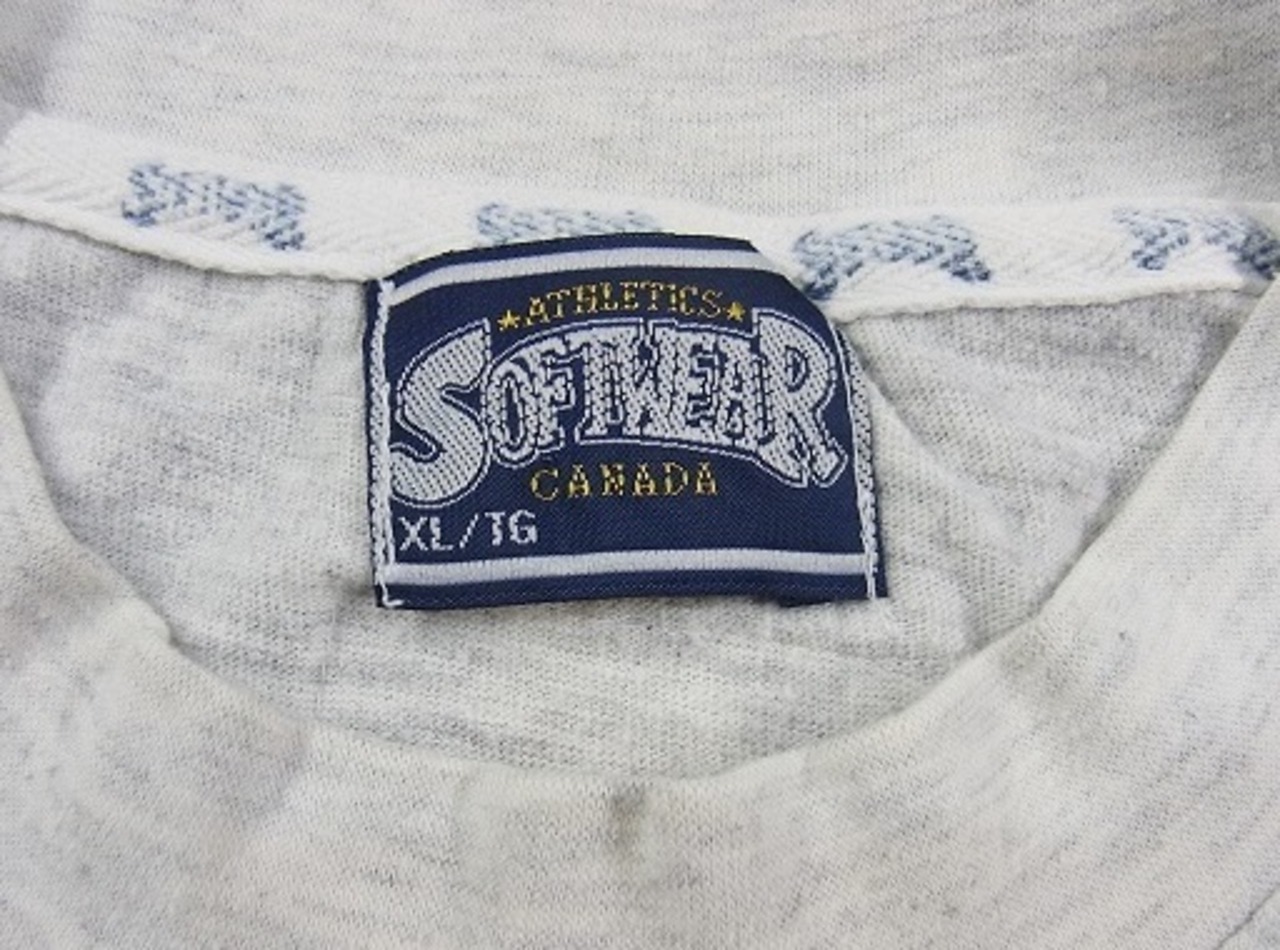 ★ATHLETICS★
SOFTWEAR
CANADA
XL/TG